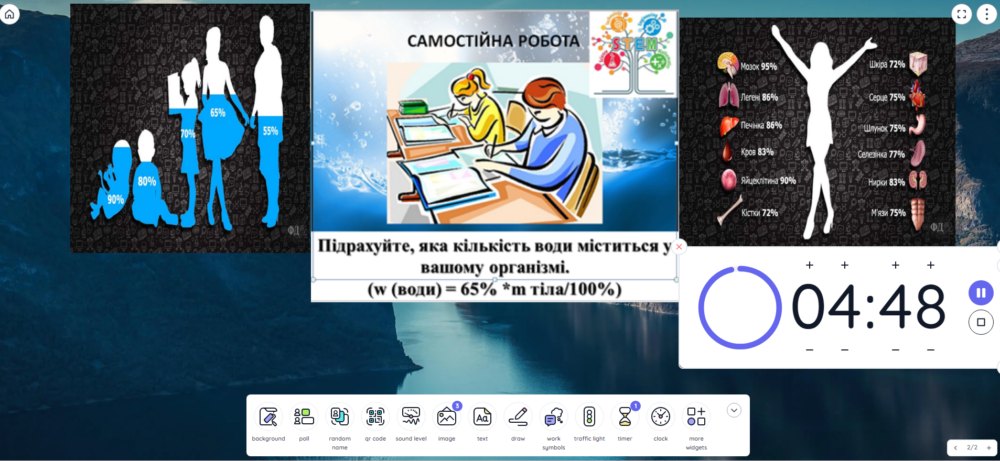 90%
80%
70%
65%
55%
ФД
САМОСТІЙНА РОБОТА
STEM
Підрахуйте, яка кількість води міститься у
вашому організмі.
(w (води) = 65% *m тіла/100%)
Мозок 95%
Легені 86%
Печінка 86%
Кров 83%
Яйцеклітина 90%
Кістки 72%
Шкіра 72%
Серце 75%
Шлунок 75%
Селезінка 77%
Нирки 83%
М'язи 75%
ФД
04:48
background
poll
random
name
qr code
sound level
3
image
Aa
text
draw
work
symbols
traffic light
1
timer
clock
more
widgets
2/2